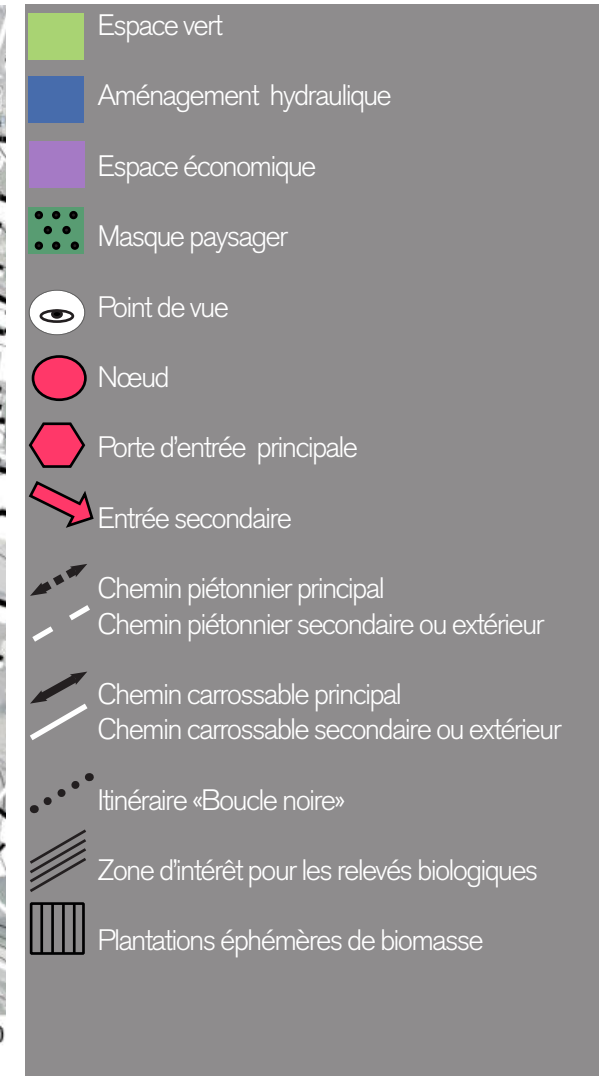 Espace vert
Aménagement hydraulique
Espace économique
Masque paysager
Point de vue
Nœud
Porte d'entrée principale
Entrée secondaire
Chemin piétonnier principal
Chemin piétonnier secondaire ou extérieur
Chemin carrossable principal
Chemin carrossable secondaire ou extérieur
Itinéraire «Boucle noire»
Zone d'intérêt pour les relevés biologiques
Plantations éphémères de biomasse